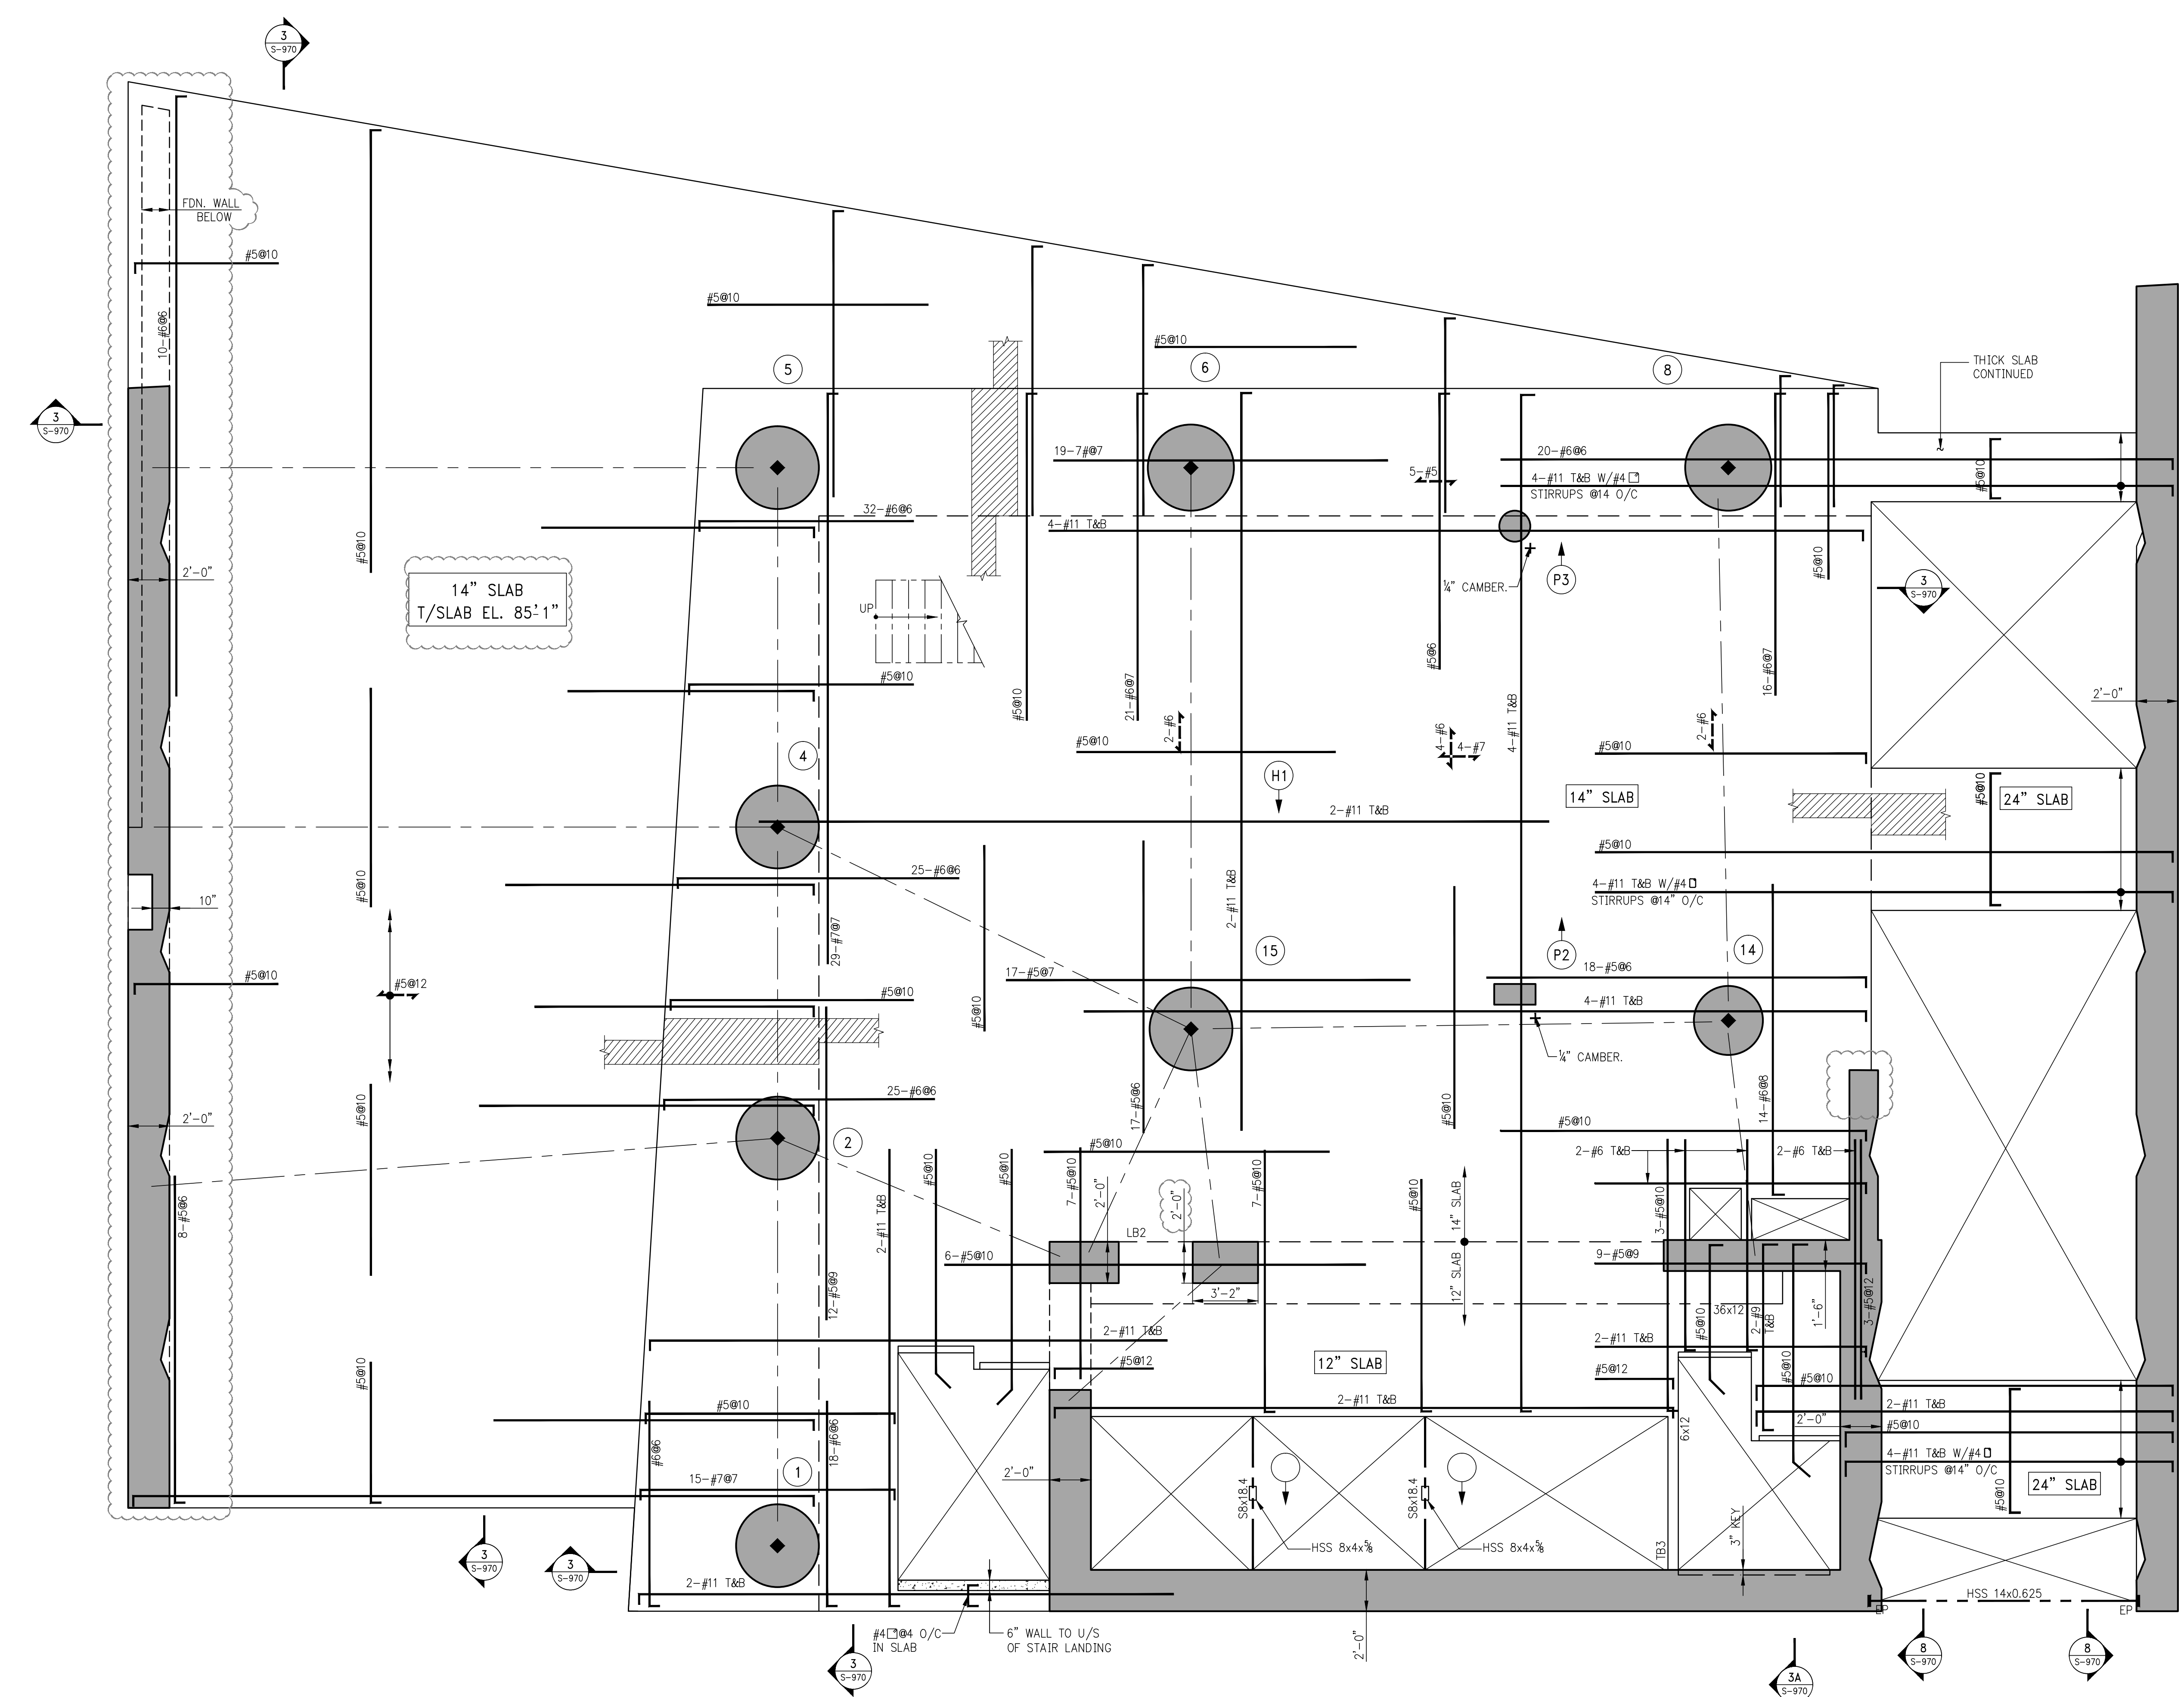 3
S-970
FDN. WALL
BELOW
#5@10
10-#6@6
#5@10
#5@10
5
6
8
THICK SLAB
CONTINUED
3
S-970
19-7#@7
5-#5
20-#6@6
4-#11 T&B W/#4
STIRRUPS @14 O/C
#5@10
32-#6@6
4-#11 T&B
#5@10
2'-0"
14" SLAB
T/SLAB EL. 85'1"
UP
¼" CAMBER.
P3
#5@10
3
S-970
#5@10
#5@10
21-#6@7
2-#6
#5@6
16-#6@7
2'-0"
#5@10
4-#6
4-#7
4-#11 T&B
2-#6
#5@10
4
H1
14" SLAB
#5@10
24" SLAB
2-#11 T&B
#5@10
#5@10
25-#6@6
10"
2-#11 T&B
4-#11 T&B W/#4
STIRRUPS @14" O/C
29-#7@7
15
P2
14
#5@10
#5@12
#5@10
17-#5@7
18-#5@6
#5@10
4-#11 T&B
#5@10
¼" CAMBER.
2'-0"
#5@10
25-#6@6
17-#5@6
#5@10
14-#6@8
#5@10
2
#5@10
2-#6 T&B
2-#6 T&B
8-#5@6
2-#11 T&B
#5@10
#5@10
7-#5@10
2'-0"
2'-0"
7-#5@10
#5@10
14" SLAB
3-#5@10
LB2
6-#5@10
12" SLAB
9-#5@9
12-#5@9
3'-2"
36x12
#5@10
2-#9
T&B
1'-6"
3-#5@12
2-#11 T&B
2-#11 T&B
#5@10
#5@12
12" SLAB
#5@12
#5@10
#5@10
#5@10
2-#11 T&B
2-#11 T&B
2'-0"
#5@10
#6@6
18-#6@6
6x12
4-#11 T&B W/#4
STIRRUPS @14" O/C
15-#7@7
1
2'-0"
S8x18.4
S8x18.4
#5@10
24" SLAB
HSS 8x4x⅝
HSS 8x4x⅝
TB3
3" KEY
3
S-970
3
S-970
2-#11 T&B
HSS 14x0.625
EP
EP
#4 @4 O/C
IN SLAB
6" WALL TO U/S
OF STAIR LANDING
2'-0"
3
S-970
3A
S-970
8
S-970
8
S-970